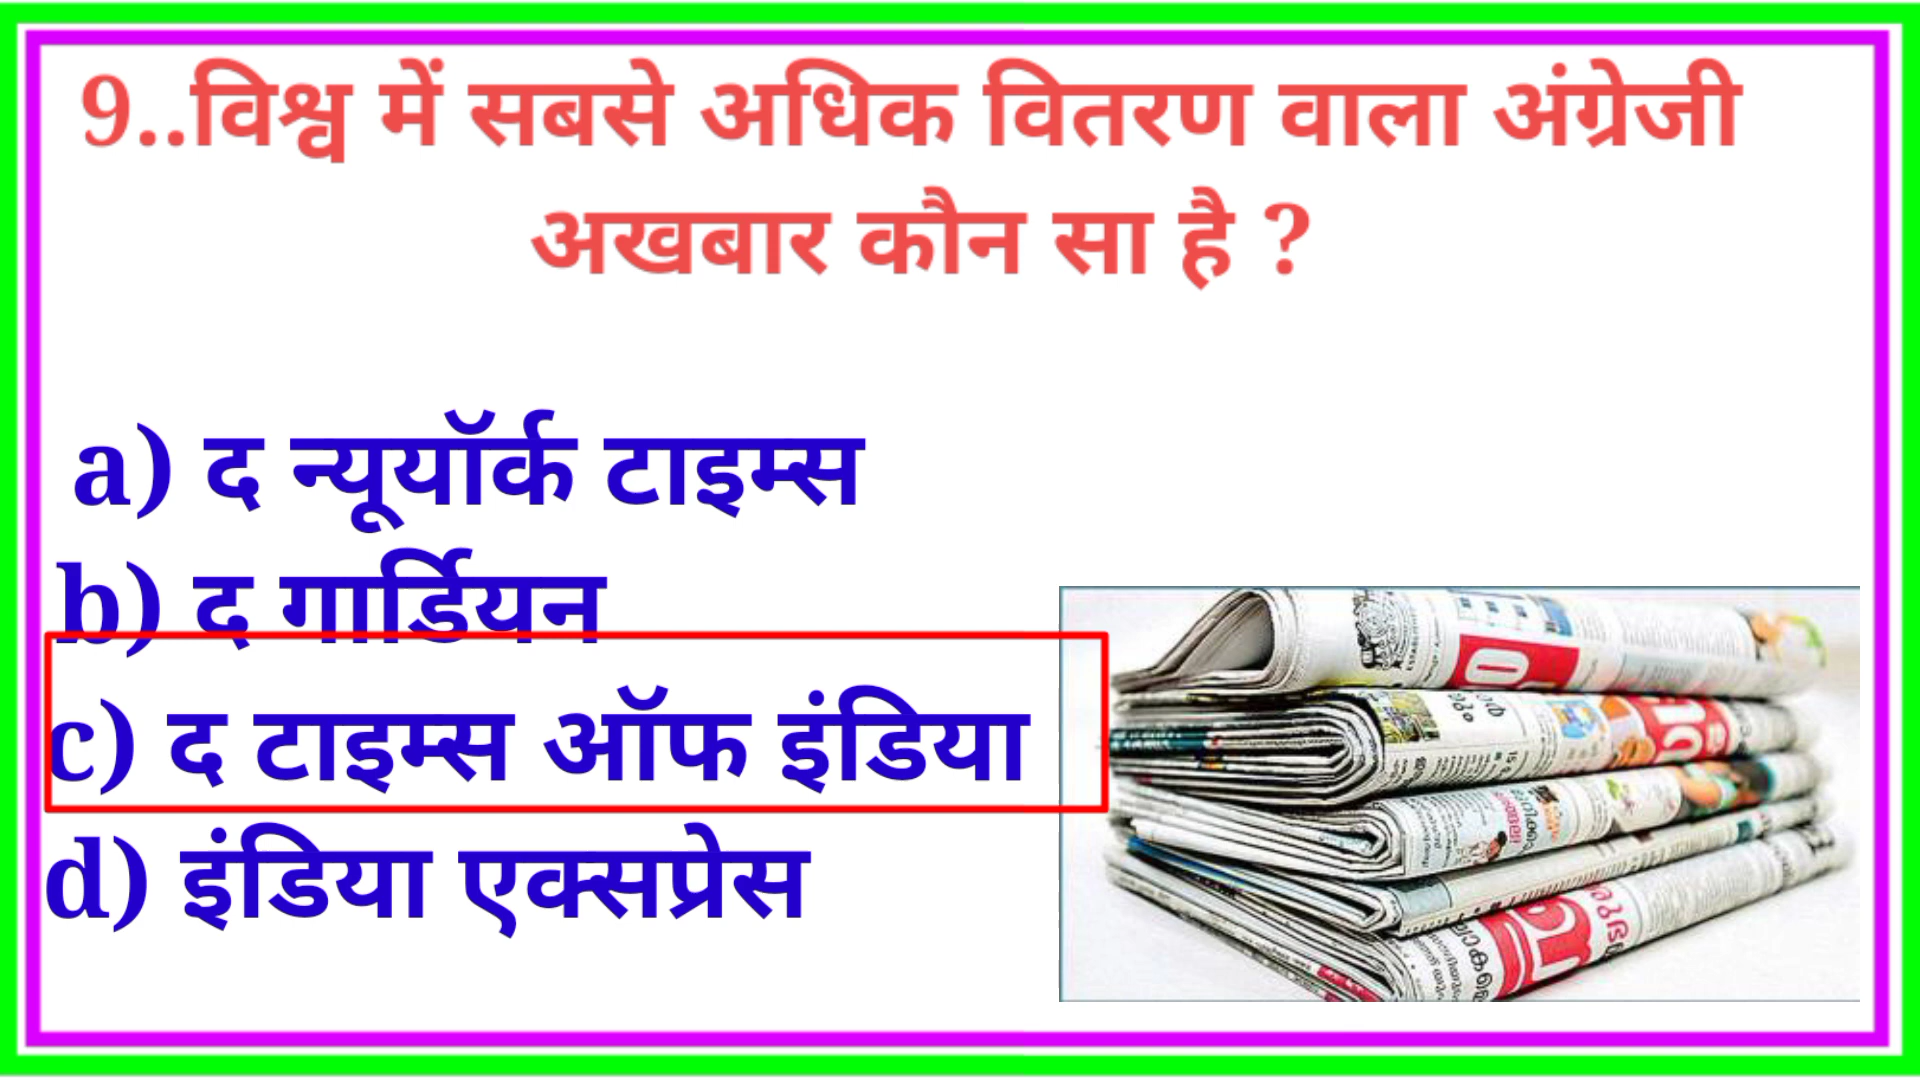 9..विश्व में सबसे अधिक वितरण वाला अंग्रेजी
अखबार कौन सा है ?
a) द न्यूयॉर्क टाइम्स
b) द गार्डियन
c) द टाइम्स ऑफ इंडिया
d) इंडिया एक्सप्रेस